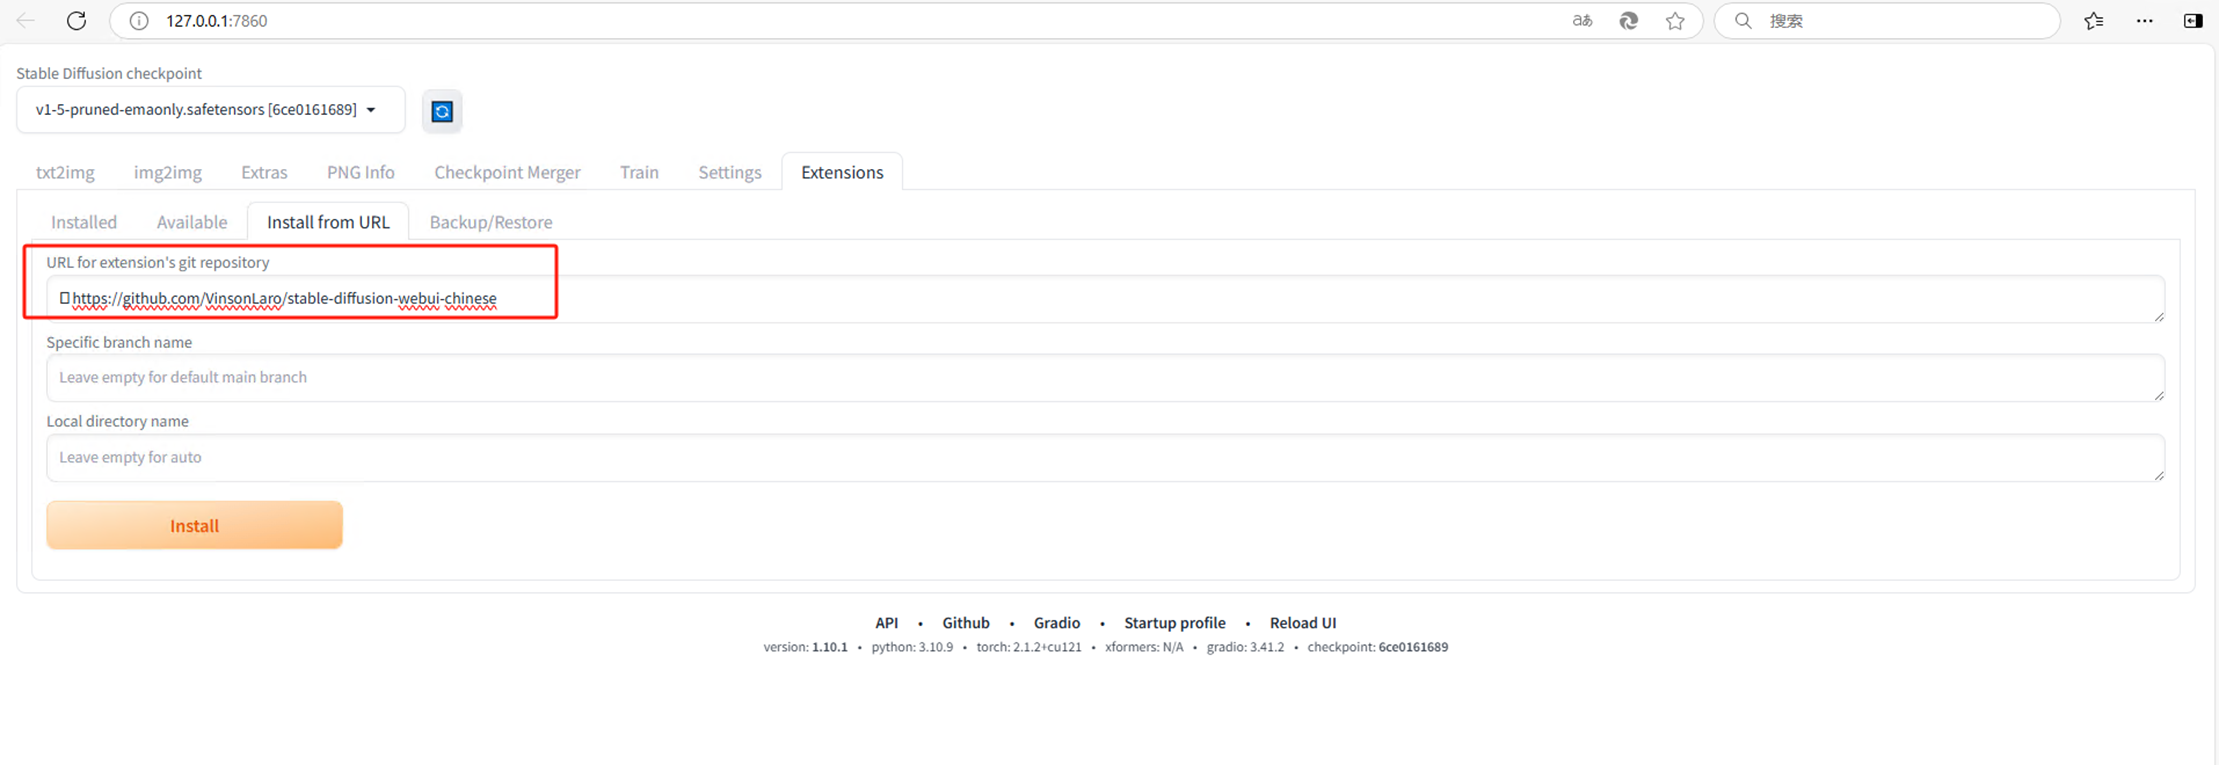 127.0.0.1:7860
aあ
搜索
Stable Diffusion checkpoint
v1-5-pruned-emaonly.safetensors [6ce0161689]
txt2img img2img Extras PNG Info Checkpoint Merger Train Settings Extensions
Installed Available Install from URL Backup/Restore
URL for extension's git repository
https://github.com/VinsonLaro/stable-diffusion-webui-chinese
Specific branch name
Leave empty for default main branch
Local directory name
Leave empty for auto
Install
API • Github • Gradio • Startup profile • Reload UI
version: 1.10.1 • python: 3.10.9 • torch: 2.1.2+cu121 • xformers: N/A • gradio: 3.41.2 • checkpoint: 6ce0161689